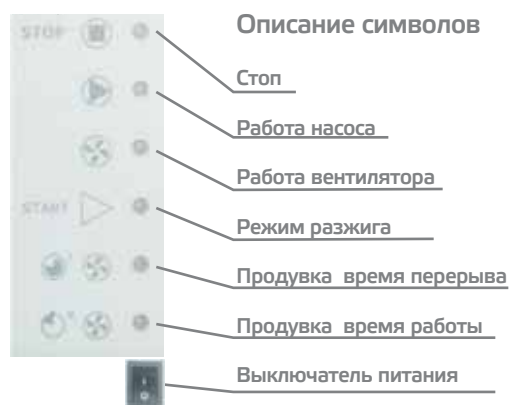 Описание символов
STOP
Стоп
Работа насоса
Работа вентилятора
START
Режим разжига
Продувка время перерыва
Продувка время работы
Выключатель питания